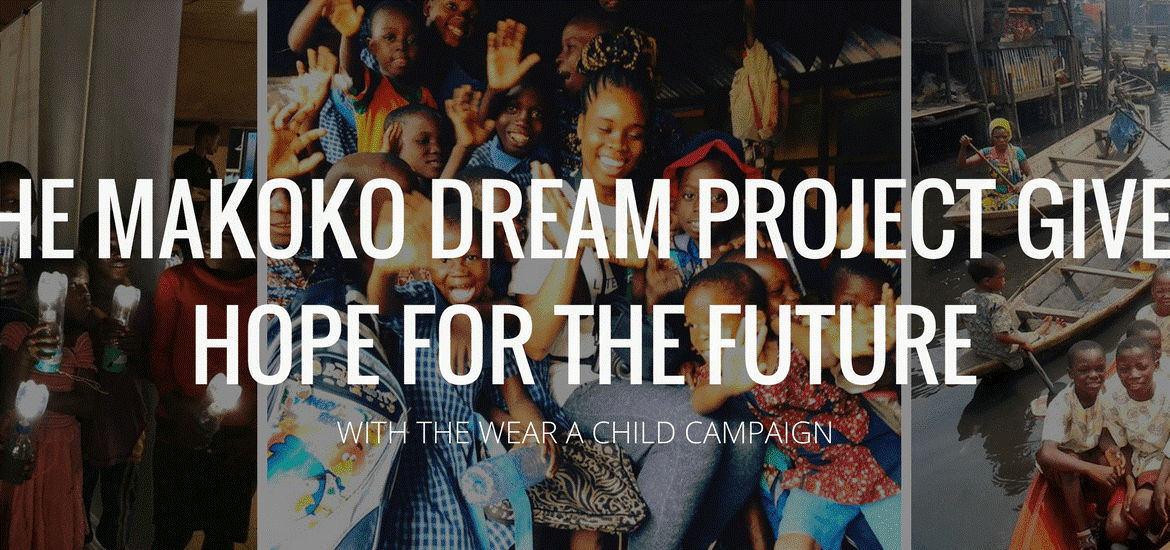 HE MAKOKO DREAM PROJECT GIVE
HOPE FOR THE FUTURE
WITH THE WEAR A CHILD CAMPAIGN